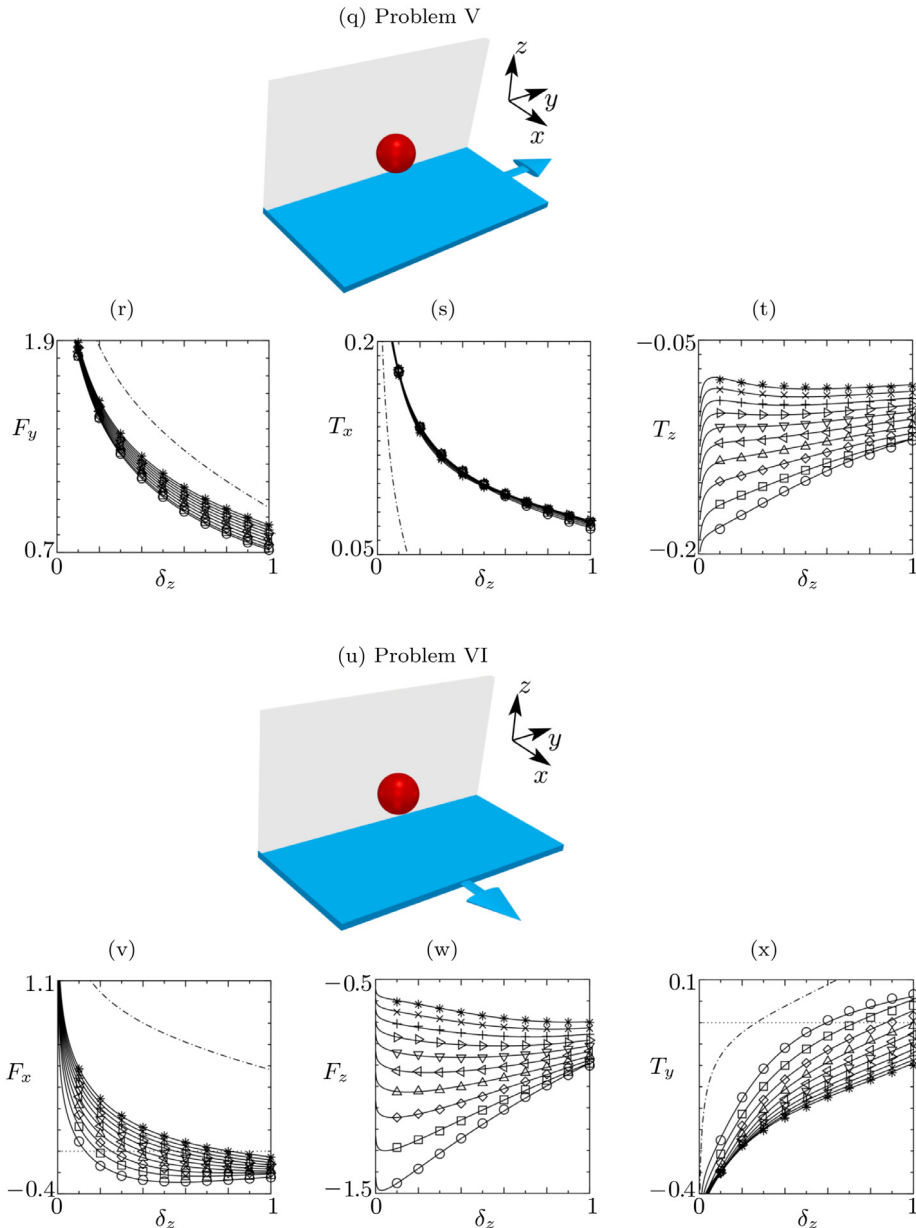 (q) Problem V
z
y
x
(r)
(s)
(t)
1.9
F_y
0.7
0
δ_z
1
0.2
T_x
0.05
0
δ_z
1
−0.05
T_z
−0.2
0
δ_z
1
(u) Problem VI
z
y
x
(v)
(w)
(x)
1.1
F_x
−0.4
0
δ_z
1
−0.5
F_z
−1.5
0
δ_z
1
0.1
T_y
−0.4
0
δ_z
1